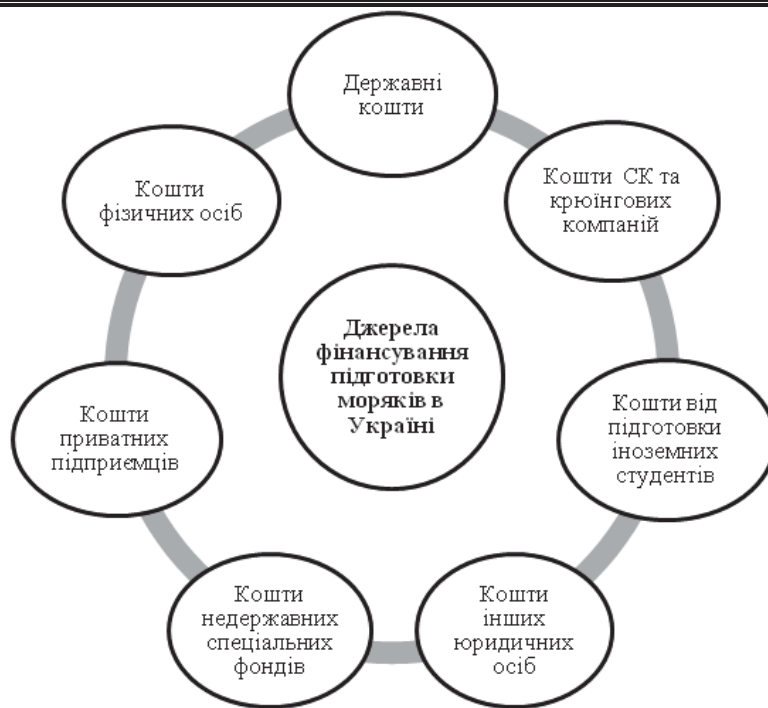 Державні
кошти
Кошти СК та
крюїнгових
компаній
Кошти від
підготовки
іноземних
студентів
Кошти
інших
юридичних
осіб
Кошти
недержавних
спеціальних
фондів
Кошти
приватних
підприємців
Кошти
фізичних осіб
Джерела
фінансування
підготовки
моряків в
Україні